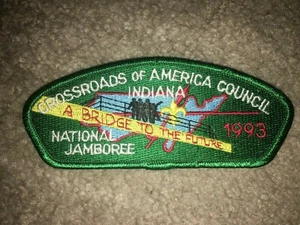 CROSSROADS OF AMERICA COUNCIL
INDIANA
A BRIDGE TO THE FUTURE
1993
NATIONAL
JAMBOREE